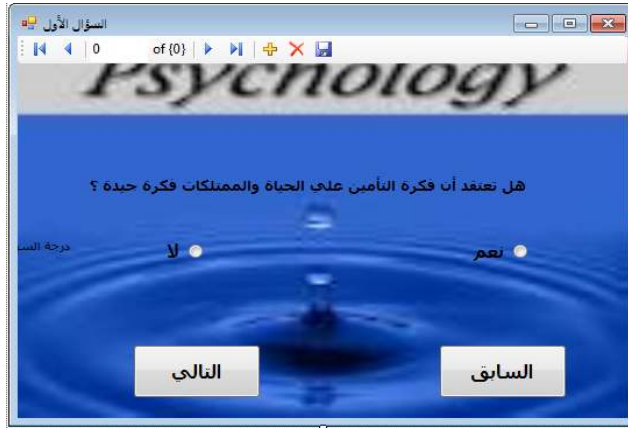 السؤال الأول
0 of {0}
Psychology
هل تعتقد أن فكرة التأمين علي الحياة والممتلكات فكرة جيدة ؟
نعم
لا
درجة
السابق
التالي